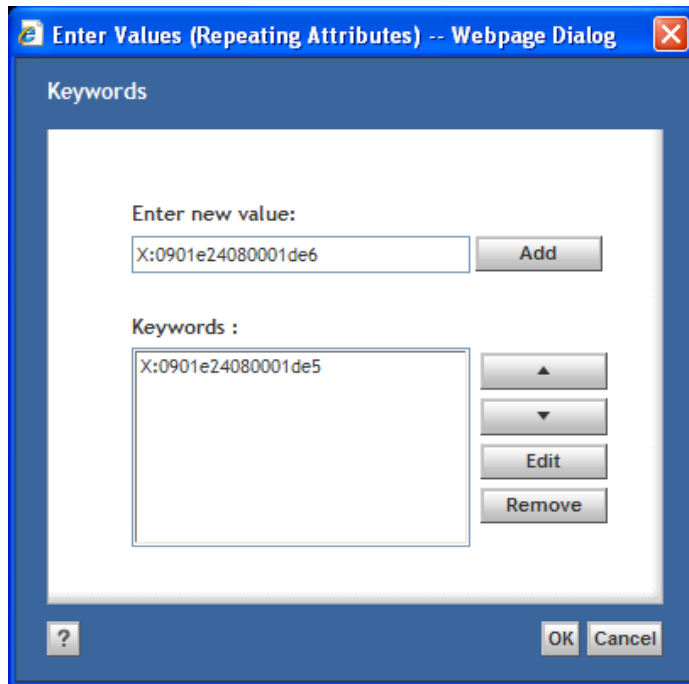 Enter Values (Repeating Attributes) -- Webpage Dialog
Keywords
Enter new value:
X:0901e24080001de6
Add
Keywords :
X:0901e24080001de5
Edit
Remove
?
OK
Cancel